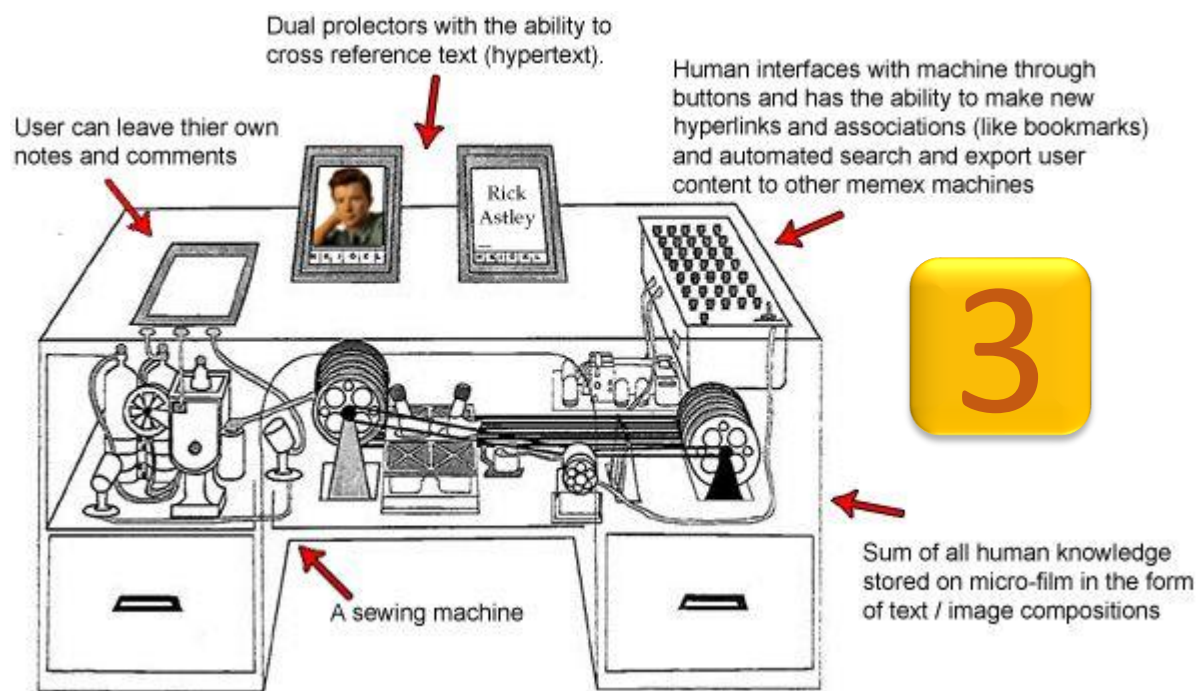 Dual prolectors with the ability to
cross reference text (hypertext).
Human interfaces with machine through
buttons and has the ability to make new
hyperlinks and associations (like bookmarks)
and automated search and export user
content to other memex machines
User can leave thier own
notes and comments
Rick
Astley
3
Sum of all human knowledge
stored on micro-film in the form
of text / image compositions
A sewing machine